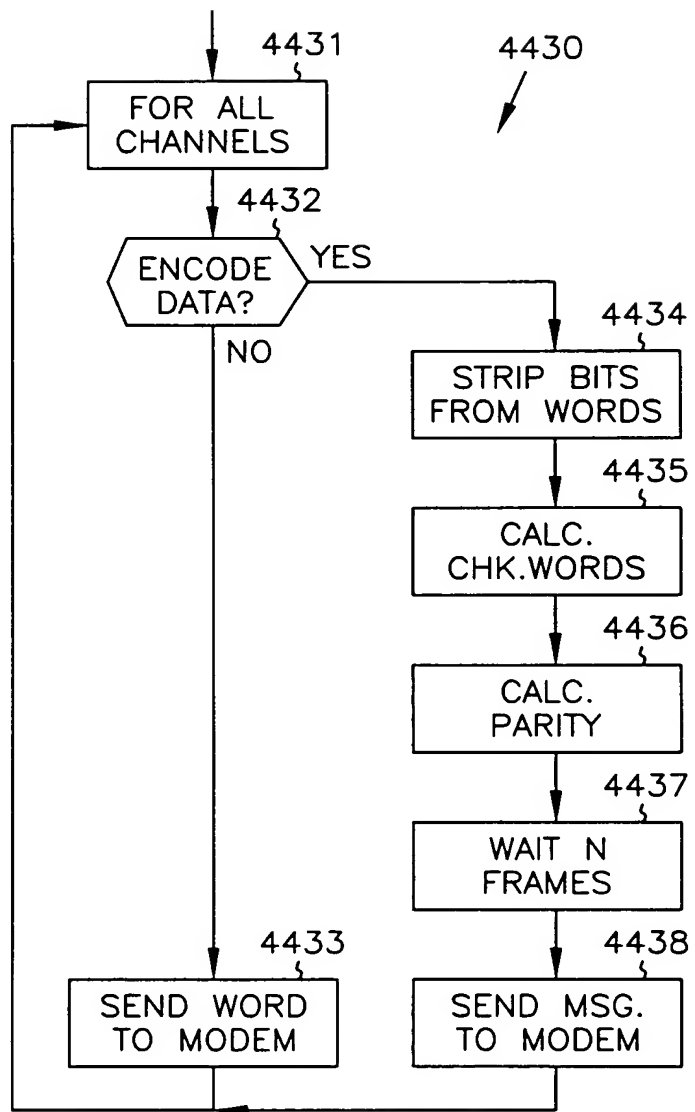 4431
4430
FOR ALL
CHANNELS
4432
ENCODE
DATA?
YES
NO
4434
STRIP BITS
FROM WORDS
4435
CALC.
CHK.WORDS
4436
CALC.
PARITY
4437
WAIT N
FRAMES
4433
SEND WORD
TO MODEM
4438
SEND MSG.
TO MODEM